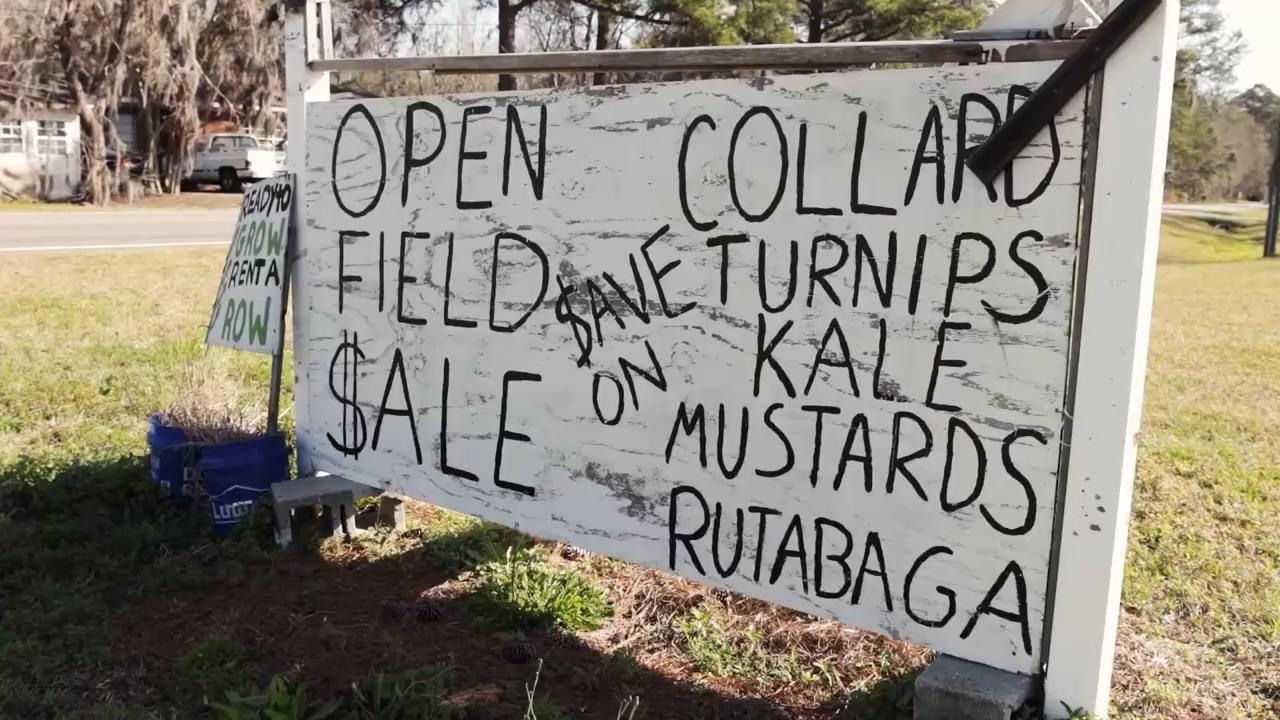 OPEN
FIELD
$ALE
$AVE
ON
COLLARD
TURNIPS
KALE
MUSTARDS
RUTABAGA
READY TO
GROW
RENT A
ROW